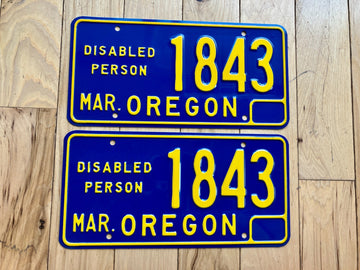 DISABLED
PERSON
1843
MAR. OREGON
DISABLED
PERSON
1843
MAR. OREGON